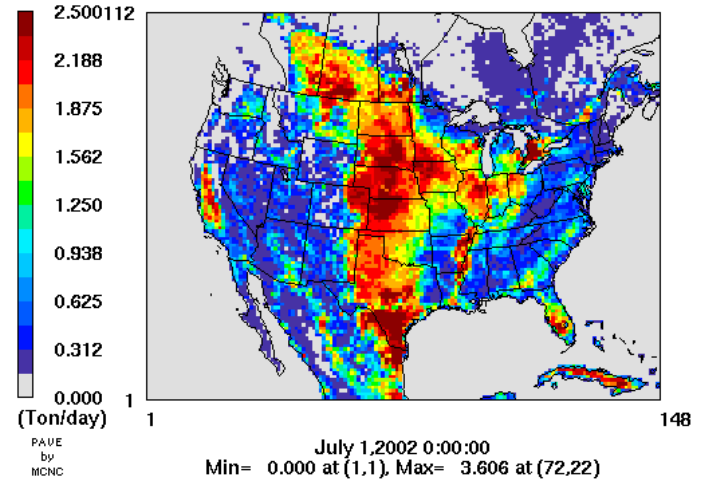 2.500
2.188
1.875
1.562
1.250
0.938
0.625
0.312
0.000
(Ton/day)
PAVE
by
MCNC
112
1
1
148
July 1,2002 0:00:00
Min= 0.000 at (1,1), Max= 3.606 at (72,22)